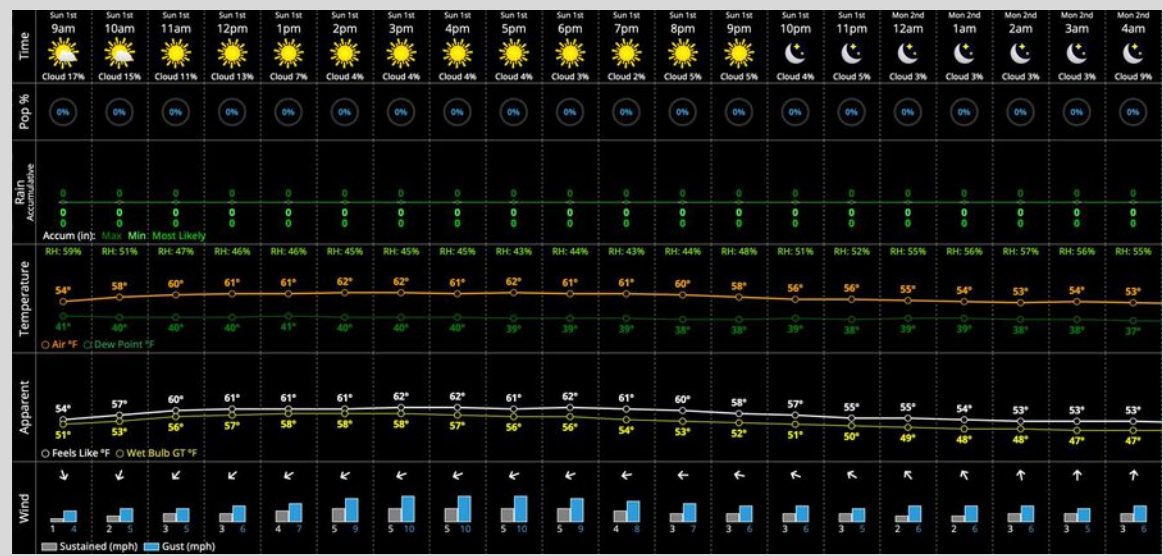 Sun 1st Sun 1st Sun 1st Sun 1st Sun 1st Sun 1st Sun 1st Sun 1st Sun 1st Sun 1st Sun 1st Sun 1st Sun 1st Sun 1st Sun 1st Mon 2nd Mon 2nd Mon 2nd Mon 2nd Mon 2nd
9am 10am 11am 12pm 1pm 2pm 3pm 4pm 5pm 6pm 7pm 8pm 9pm 10pm 11pm 12am 1am 2am 3am 4am
Time
Cloud 17% Cloud 15% Cloud 11% Cloud 13% Cloud 7% Cloud 4% Cloud 4% Cloud 4% Cloud 4% Cloud 3% Cloud 2% Cloud 5% Cloud 5% Cloud 4% Cloud 5% Cloud 3% Cloud 3% Cloud 3% Cloud 3% Cloud 9%
Pop %
0% 0% 0% 0% 0% 0% 0% 0% 0% 0% 0% 0% 0% 0% 0% 0% 0% 0% 0% 0%
Rain
Accumulative
0 0 0 0 0 0 0 0 0 0 0 0 0 0 0 0 0 0 0 0
0 0 0 0 0 0 0 0 0 0 0 0 0 0 0 0 0 0 0 0
0 0 0 0 0 0 0 0 0 0 0 0 0 0 0 0 0 0 0 0
Accum (in): Max Min Most Likely
Temperature
RH: 59% RH: 51% RH: 47% RH: 46% RH: 46% RH: 45% RH: 45% RH: 45% RH: 43% RH: 44% RH: 43% RH: 44% RH: 48% RH: 51% RH: 52% RH: 55% RH: 56% RH: 57% RH: 56% RH: 55%
54° 58° 60° 61° 61° 62° 62° 61° 62° 61° 61° 60° 58° 56° 56° 55° 54° 53° 54° 53°
41° 40° 40° 40° 41° 40° 40° 40° 39° 39° 39° 38° 38° 39° 38° 39° 39° 38° 38° 37°
Air °F Dew Point °F
Apparent
54° 57° 60° 61° 61° 61° 62° 62° 61° 62° 61° 60° 58° 57° 55° 55° 54° 53° 53° 53°
51° 53° 56° 57° 58° 58° 58° 57° 56° 56° 54° 53° 52° 51° 50° 49° 48° 48° 47° 47°
Feels Like °F Wet Bulb GT °F
Wind
1 4 2 5 3 5 3 6 4 7 5 9 5 10 5 10 5 10 5 9 4 8 3 7 3 6 3 6 3 5 2 6 2 6 3 6 3 5 3 6
Sustained (mph) Gust (mph)